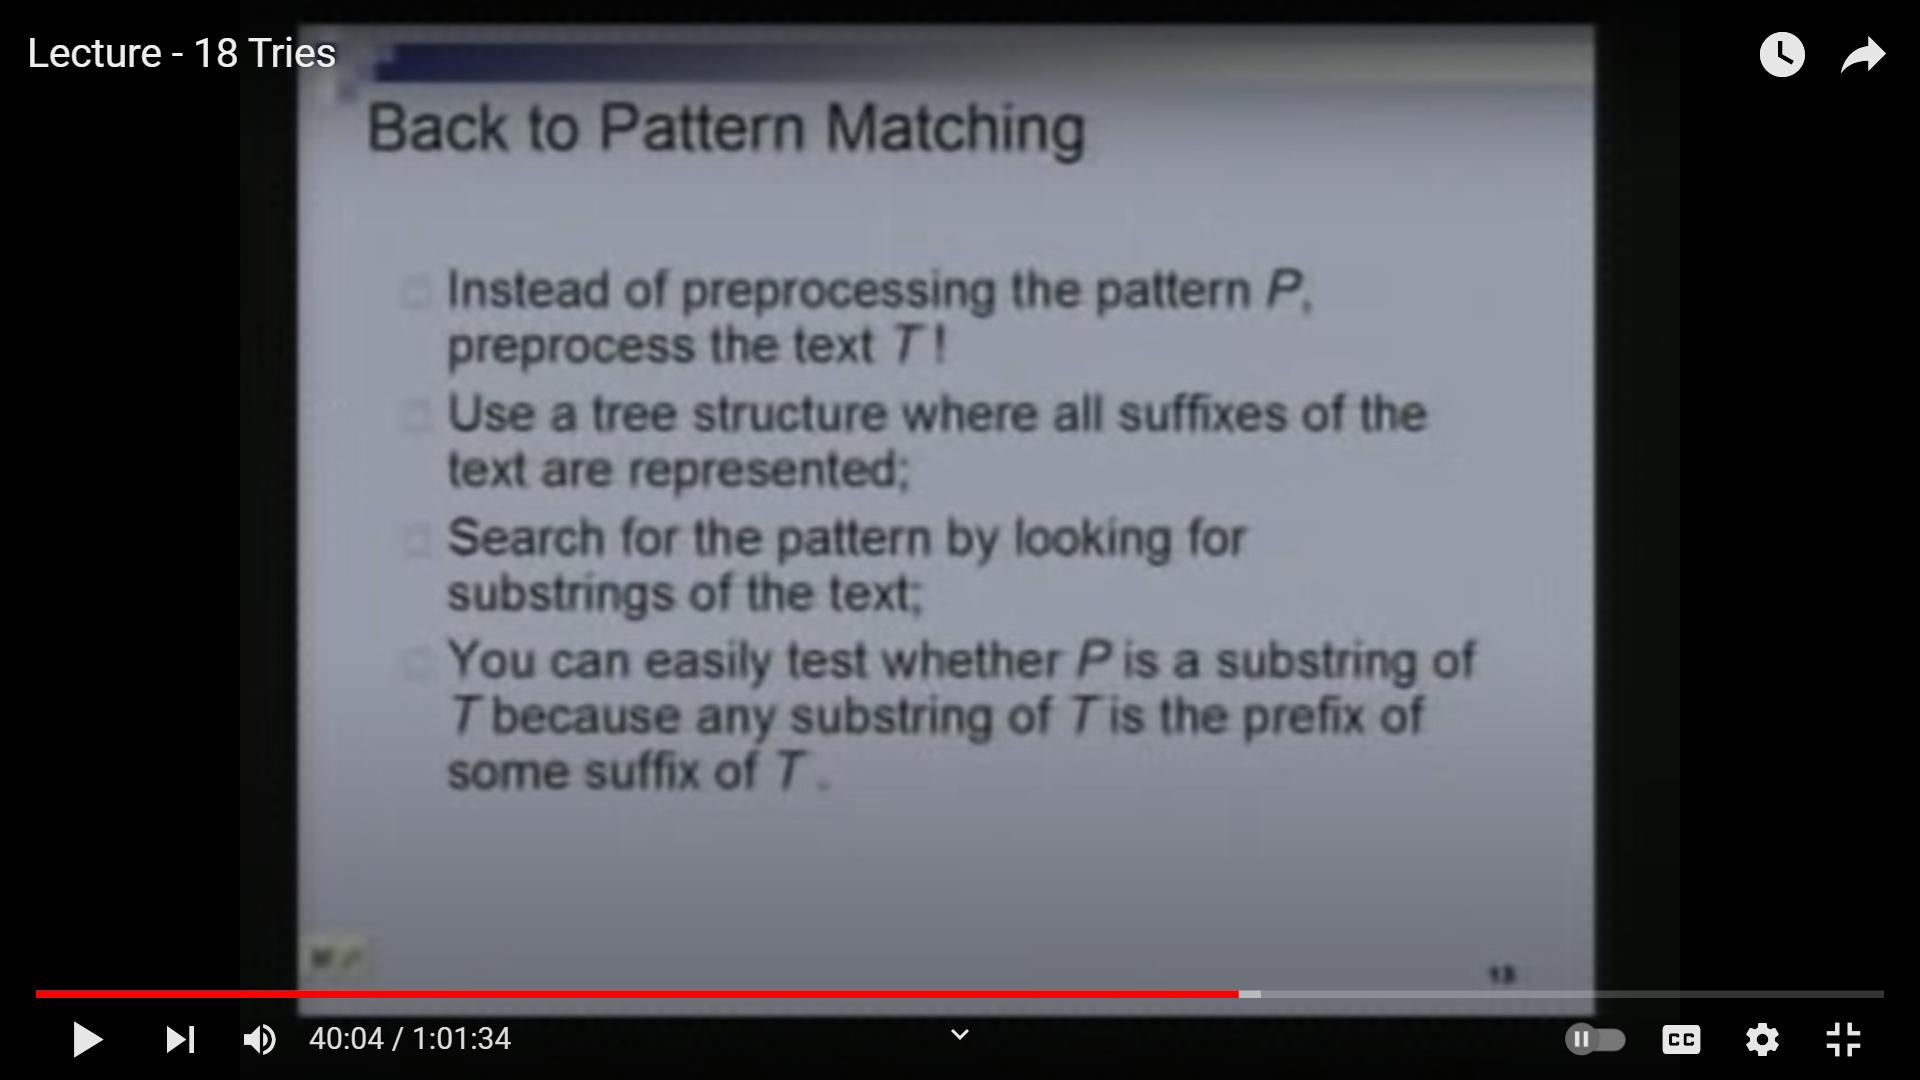 Lecture - 18 Tries
Back to Pattern Matching
Instead of preprocessing the pattern P,
preprocess the text T !
Use a tree structure where all suffixes of the
text are represented;
Search for the pattern by looking for
substrings of the text;
You can easily test whether P is a substring of
T because any substring of T is the prefix of
some suffix of T .
40:04 / 1:01:34
CC